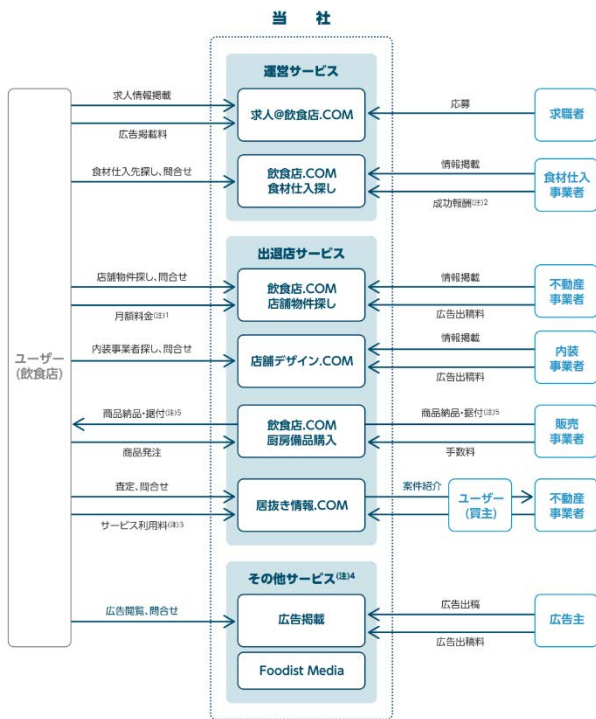 当 社
運営サービス
求人情報掲載
求人@飲食店.COM
応募
求職者
広告掲載料
食材仕入先探し、問合せ
飲食店.COM
食材仕入探し
情報掲載
食材仕入
事業者
成功報酬(注)2
出退店サービス
店舗物件探し、問合せ
飲食店.COM
店舗物件探し
情報掲載
不動産
事業者
月額料金(注)1
広告出稿料
ユーザー
(飲食店)
内装事業者探し、問合せ
店舗デザイン.COM
情報掲載
内装
事業者
広告出稿料
商品納品・据付(注)5
飲食店.COM
厨房備品購入
商品納品・据付(注)5
販売
事業者
商品発注
手数料
査定、問合せ
居抜き情報.COM
案件紹介
ユーザー
(買主)
不動産
事業者
サービス利用料(注)3
その他サービス(注)4
広告閲覧、問合せ
広告掲載
広告出稿
広告主
広告出稿料
Foodist Media